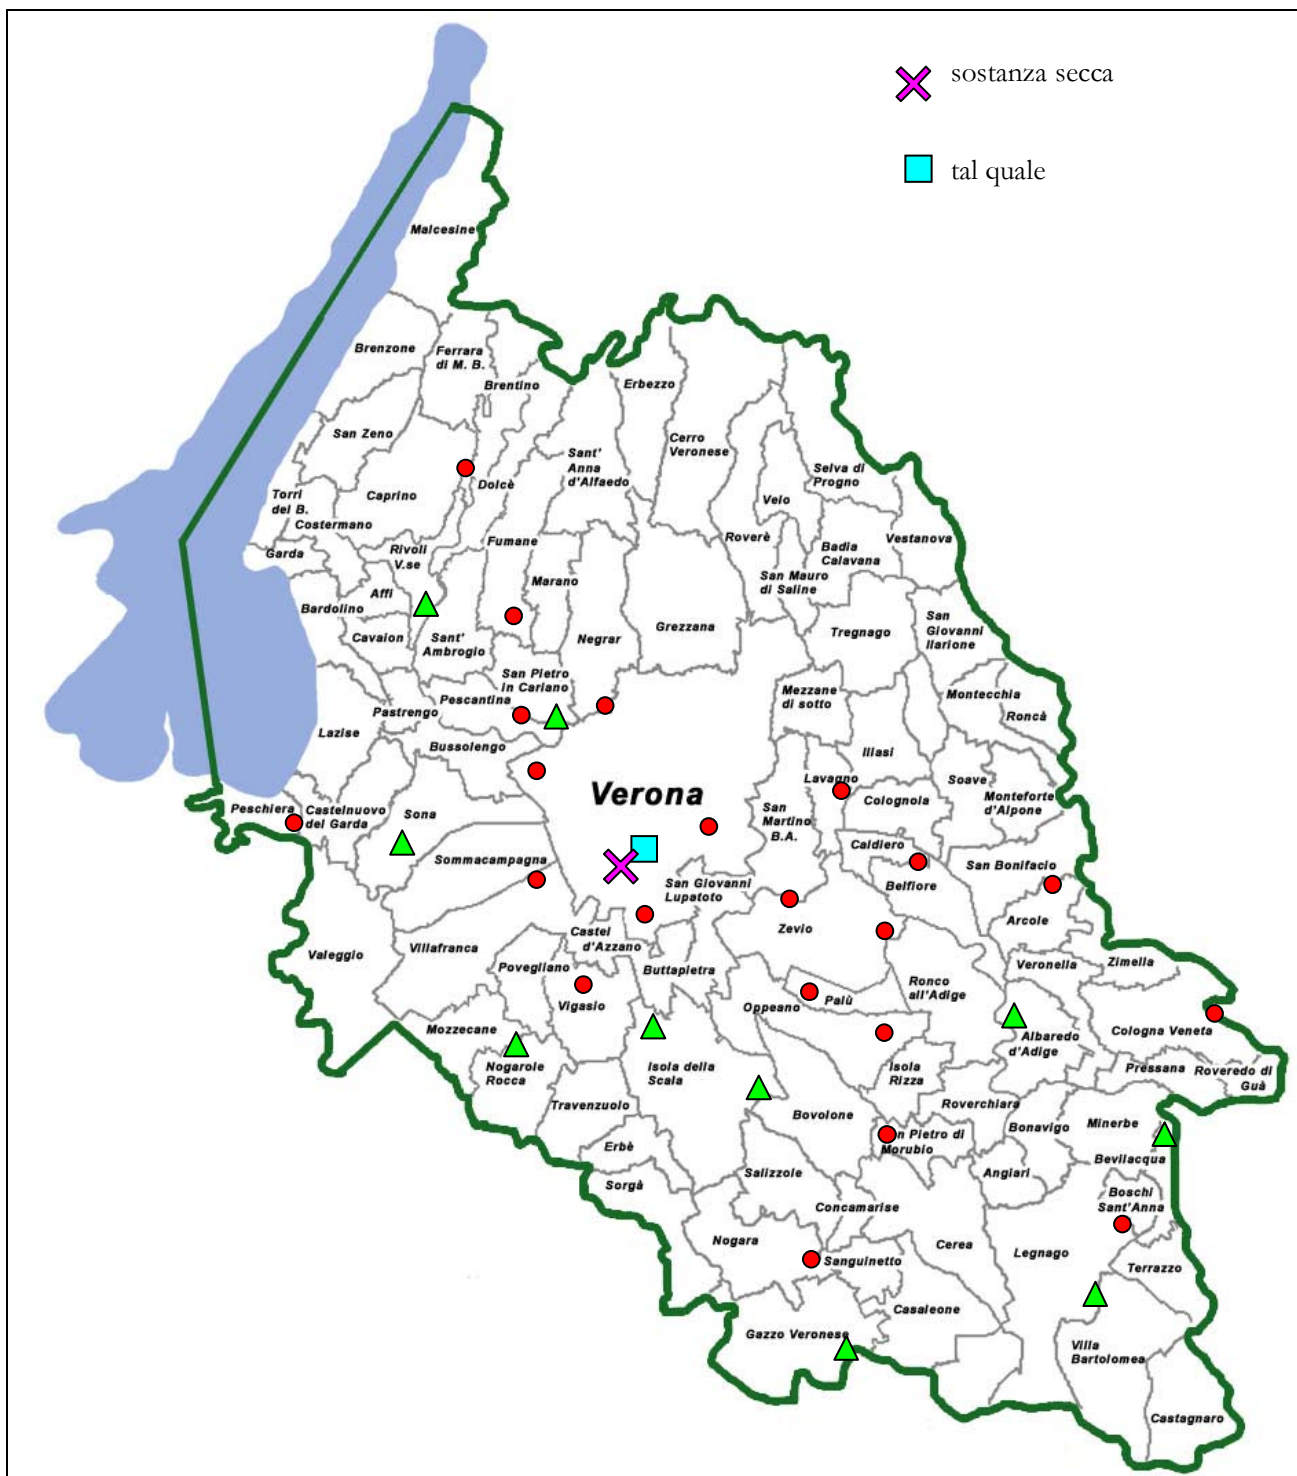 sostanza secca
tal quale
Malcesine
Brenzone
Ferrara
di M. B.
Brentino
Erbezzo
San Zeno
Cerro
Veronese
Sant'
Anna
d'Alfaedo
Selva di
Progno
Torri
del B.
Caprino
Dolcè
Velo
Costermano
Garda
Rivoli
V.se
Fumane
Roverè
Badia
Calavana
Vestanova
Affi
Marano
San Mauro
di Saline
Bardolino
Cavaion
Sant'
Ambrogio
Negrar
Grezzana
Tregnago
San
Giovanni
Ilarione
San Pietro
in Cariano
Pescantina
Mezzane
di sotto
Montecchia
Roncà
Pastrengo
Lazise
Bussolengo
Illasi
Lavagno
Soave
Verona
Colognola
Monteforte
d'Alpone
Peschiera
Castelnuovo
del Garda
Sona
San
Martino
B.A.
Caldiero
Sommacampagna
San Giovanni
Lupatoto
Belfiore
San Bonifacio
Arcole
Castel
d'Azzano
Zevio
Valeggio
Villafranca
Povegliano
Buttapietra
Veronella
Zimella
Vigasio
Oppeano
Palù
Ronco
all'Adige
Mozzecane
Albaredo
d'Adige
Cologna Veneta
Nogarole
Rocca
Isola della
Scala
Isola
Rizza
Pressana
Roveredo di
Guà
Travenzuolo
Bovolone
Roverchiara
Bonavigo
Minerbe
Erbè
n Pietro di
Morubio
Bevilacqua
Sorgà
Salizzole
Angiari
Boschi
Sant'Anna
Concamarise
Nogara
Sanguinetto
Cerea
Legnago
Terrazzo
Casaleone
Gazzo Veronese
Villa
Bartolomea
Castagnaro